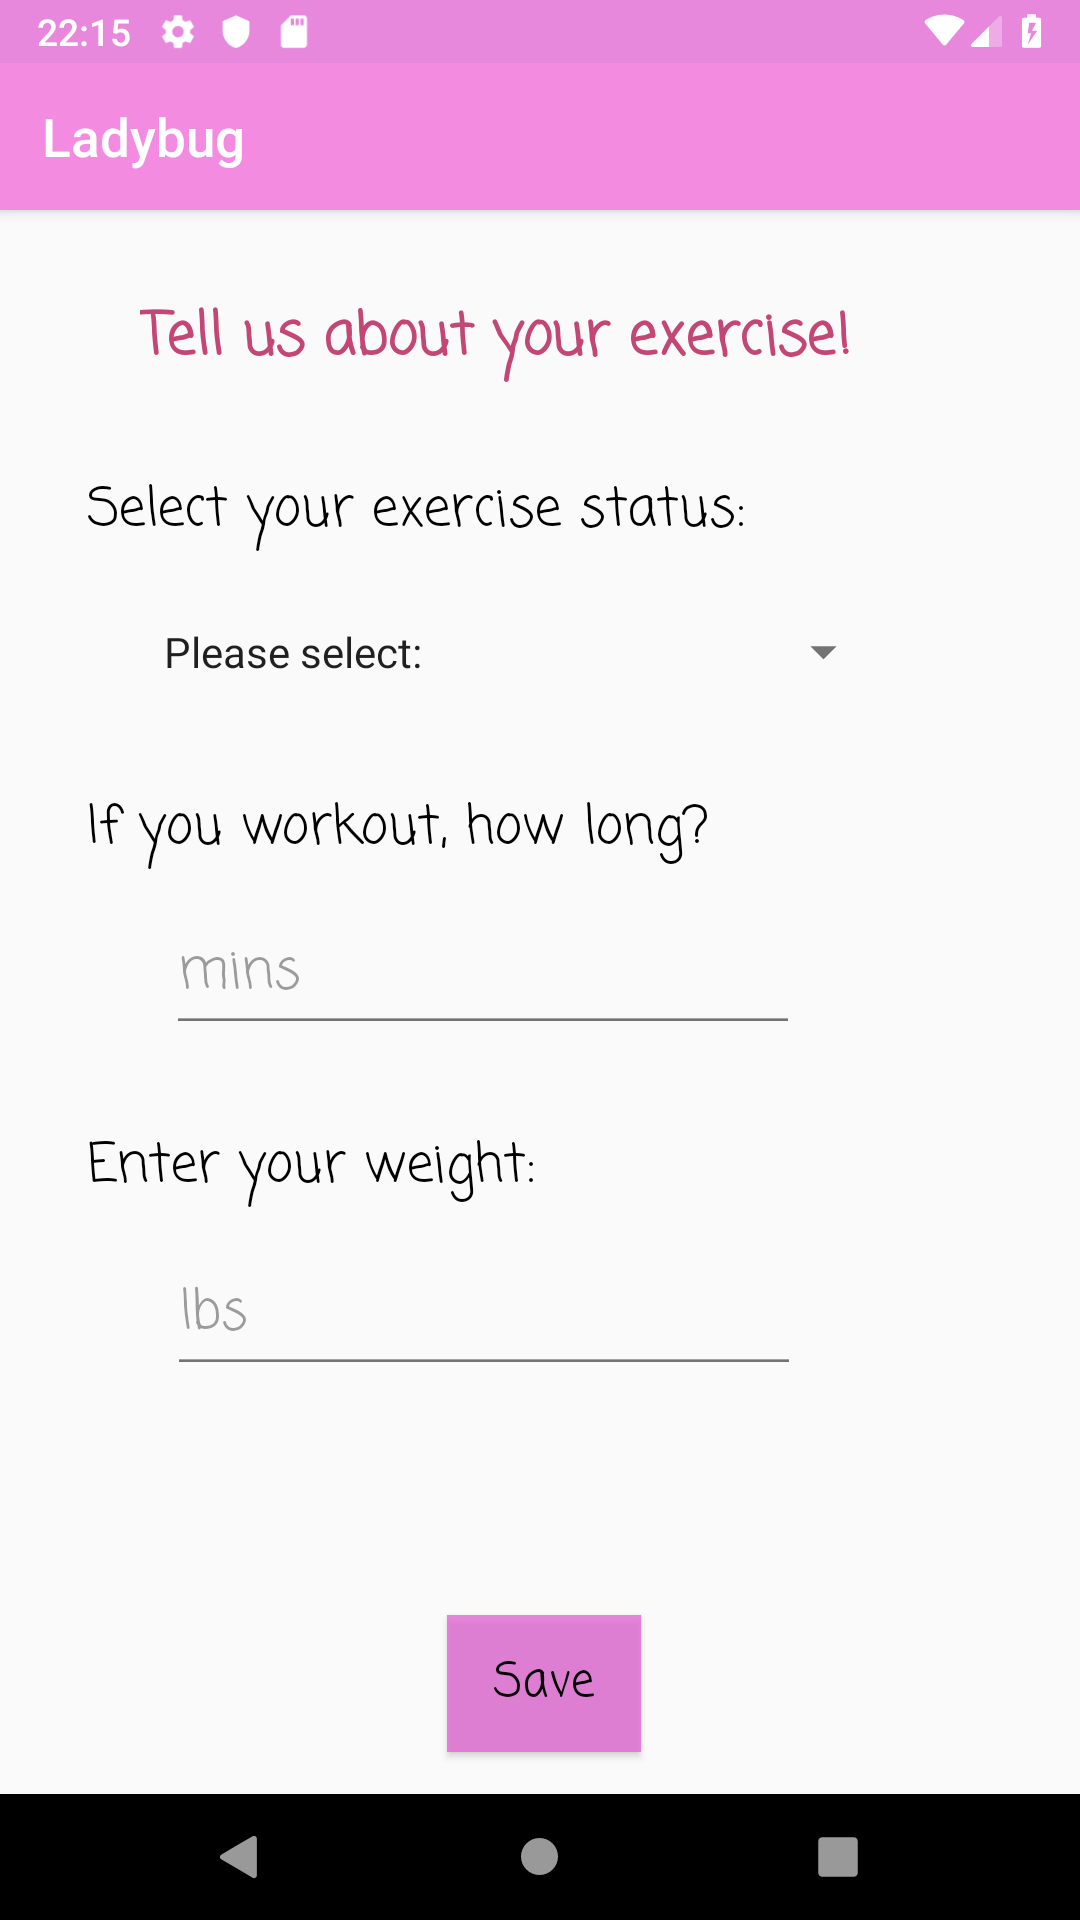 22:15
Ladybug
Tell us about your exercise!
Select your exercise status:
Please select:
If you workout, how long?
mins
Enter your weight:
lbs
Save